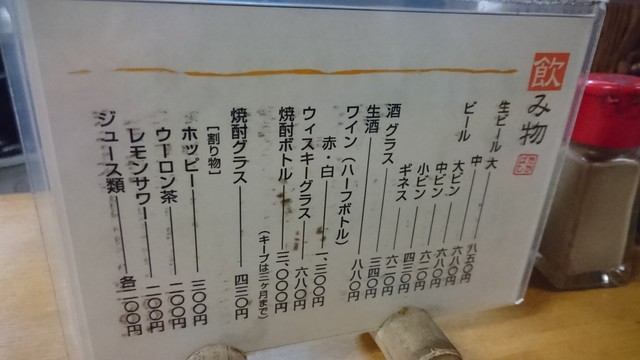 飲み物
生ビール 大 八五〇円
中 六八〇円
ビール 大ビン 六八〇円
中ビン 六一〇円
小ビン 四三〇円
ギネス 六一〇円
酒 グラス 三四〇円
生酒 八八〇円
ワイン（ハーフボトル）
赤・白 一、三〇〇円
ウィスキーグラス 六八〇円
焼酎ボトル 三、〇〇〇円
（キープは三ヶ月まで）
焼酎グラス 四三〇円
［割り物］
ホッピー 三〇〇円
ウーロン茶 二〇〇円
レモンサワー 二〇〇円
ジュース類 各二〇〇円